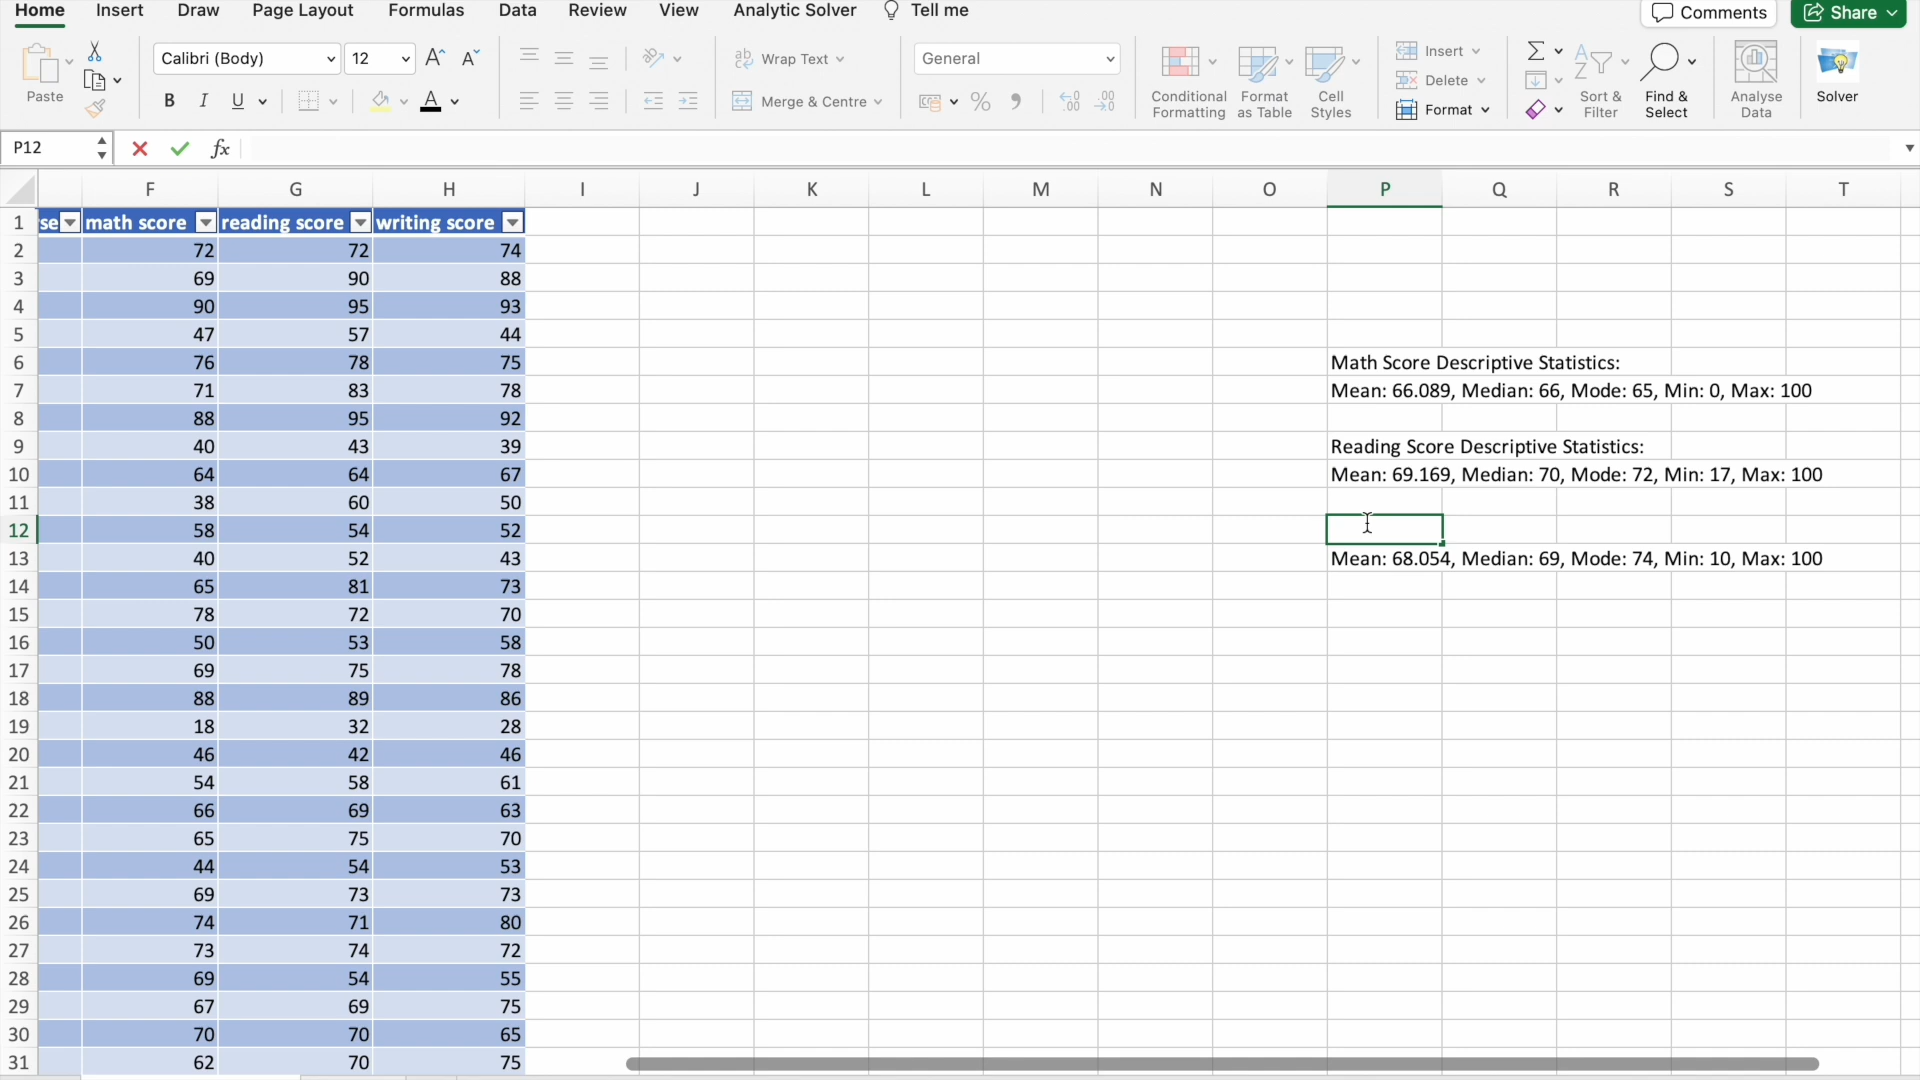 Home Insert Draw Page Layout Formulas Data Review View Analytic Solver Tell me Comments Share
Paste
Calibri (Body) 12 A A
B I U A
ab Wrap Text
Merge & Centre
General
%
Conditional Formatting
Format as Table
Cell Styles
Insert
Delete
Format
Sort & Filter
Find & Select
Analyse Data
Solver
P12 fx
F G H I J K L M N O P Q R S T
1 se math score reading score writing score
2 72 72 74
3 69 90 88
4 90 95 93
5 47 57 44
6 76 78 75 Math Score Descriptive Statistics:
7 71 83 78 Mean: 66.089, Median: 66, Mode: 65, Min: 0, Max: 100
8 88 95 92
9 40 43 39 Reading Score Descriptive Statistics:
10 64 64 67 Mean: 69.169, Median: 70, Mode: 72, Min: 17, Max: 100
11 38 60 50
12 58 54 52
13 40 52 43 Mean: 68.054, Median: 69, Mode: 74, Min: 10, Max: 100
14 65 81 73
15 78 72 70
16 50 53 58
17 69 75 78
18 88 89 86
19 18 32 28
20 46 42 46
21 54 58 61
22 66 69 63
23 65 75 70
24 44 54 53
25 69 73 73
26 74 71 80
27 73 74 72
28 69 54 55
29 67 69 75
30 70 70 65
31 62 70 75